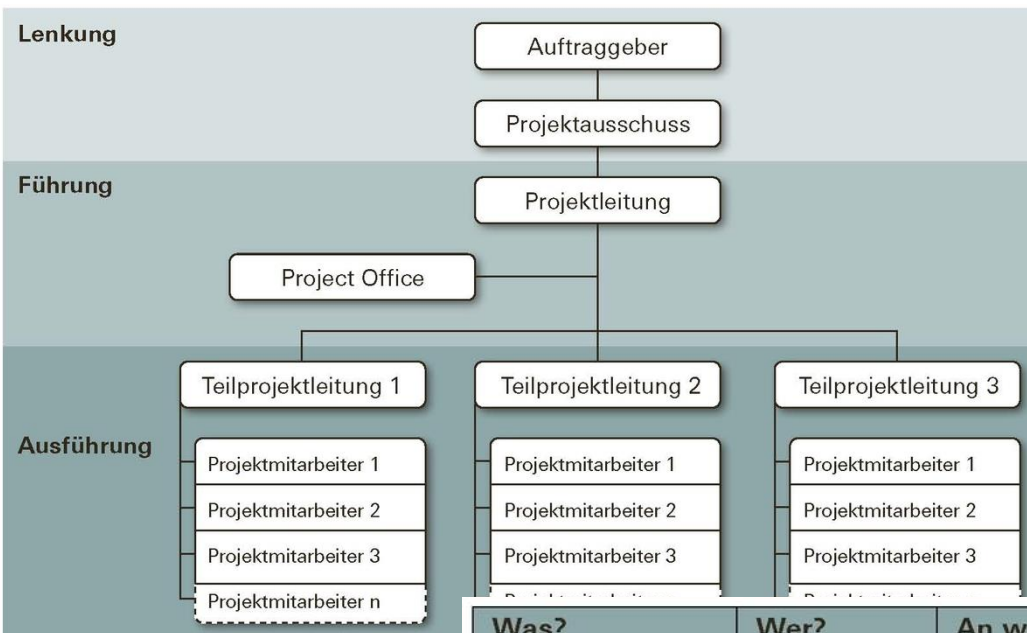 Lenkung
Auftraggeber
Projektausschuss
Führung
Projektleitung
Project Office
Teilprojektleitung 1
Teilprojektleitung 2
Teilprojektleitung 3
Ausführung
Projektmitarbeiter 1
Projektmitarbeiter 2
Projektmitarbeiter 3
Projektmitarbeiter n
Projektmitarbeiter 1
Projektmitarbeiter 2
Projektmitarbeiter 3
Projektmitarbeiter 1
Projektmitarbeiter 2
Projektmitarbeiter 3
Was? Wer? An